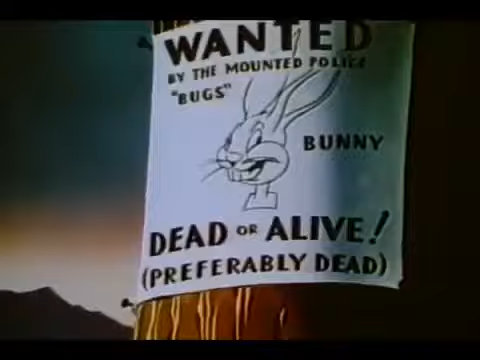 WANTED
BY THE MOUNTED POLICE
"BUGS"
BUNNY
DEAD OR ALIVE!
(PREFERABLY DEAD)